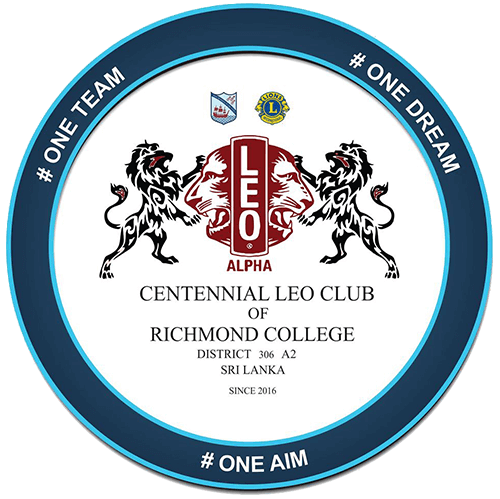 # ONE TEAM
# ONE DREAM
LIONS
L
LEO
®
ALPHA
CENTENNIAL LEO CLUB
OF
RICHMOND COLLEGE
DISTRICT 306 A2
SRI LANKA
SINCE 2016
# ONE AIM